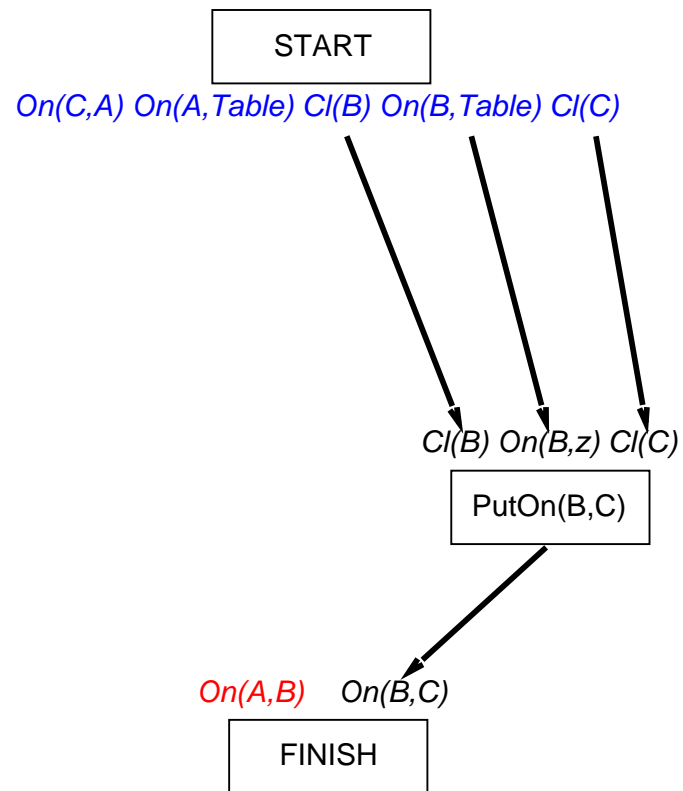 START
On(C,A) On(A,Table) Cl(B) On(B,Table) Cl(C)
Cl(B) On(B,z) Cl(C)
PutOn(B,C)
On(A,B) On(B,C)
FINISH